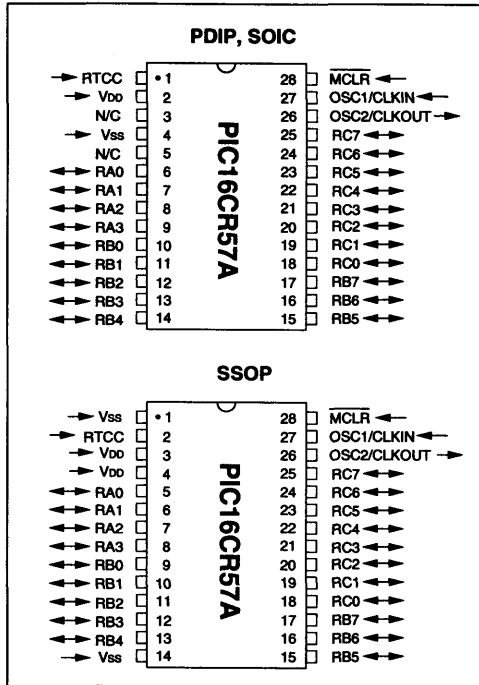 PDIP, SOIC
RTCC 1 28 MCLR
VDD 2 27 OSC1/CLKIN
N/C 3 26 OSC2/CLKOUT
Vss 4 25 RC7
N/C 5 24 RC6
RA0 6 23 RC5
RA1 7 22 RC4
RA2 8 21 RC3
RA3 9 20 RC2
RB0 10 19 RC1
RB1 11 18 RC0
RB2 12 17 RB7
RB3 13 16 RB6
RB4 14 15 RB5
PIC16CR57A
SSOP
Vss 1 28 MCLR
RTCC 2 27 OSC1/CLKIN
VDD 3 26 OSC2/CLKOUT
VDD 4 25 RC7
RA0 5 24 RC6
RA1 6 23 RC5
RA2 7 22 RC4
RA3 8 21 RC3
RB0 9 20 RC2
RB1 10 19 RC1
RB2 11 18 RC0
RB3 12 17 RB7
RB4 13 16 RB6
Vss 14 15 RB5
PIC16CR57A